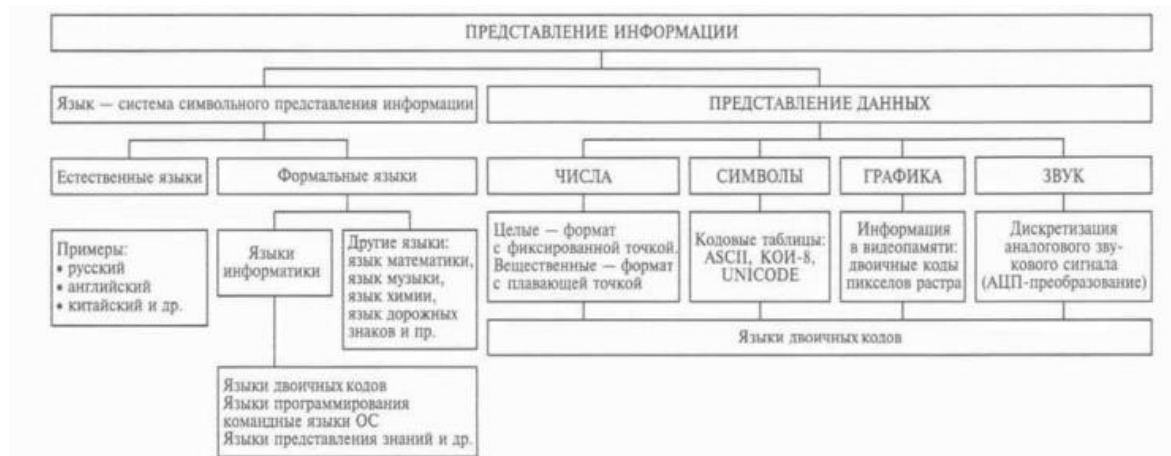 ПРЕДСТАВЛЕНИЕ ИНФОРМАЦИИ
Язык — система символьного представления информации
ПРЕДСТАВЛЕНИЕ ДАННЫХ
Естественные языки
Формальные языки
ЧИСЛА
СИМВОЛЫ
ГРАФИКА
ЗВУК
Примеры:
• русский
• английский
• китайский и др.
Языки
информатики
Другие языки:
язык математики,
язык музыки,
язык химии,
язык дорожных
знаков и пр.
Целые — формат
с фиксированной точкой.
Вещественные — формат
с плавающей точкой
Кодовые таблицы:
ASCII, КОИ-8,
UNICODE
Информация
в видеопамяти:
двоичные коды
пикселов растра
Дискретизация
аналогового зву-
кового сигнала
(АЦП-преобразование)
Языки двоичных кодов
Языки двоичных кодов
Языки программирования
командные языки ОС
Языки представления знаний и др.